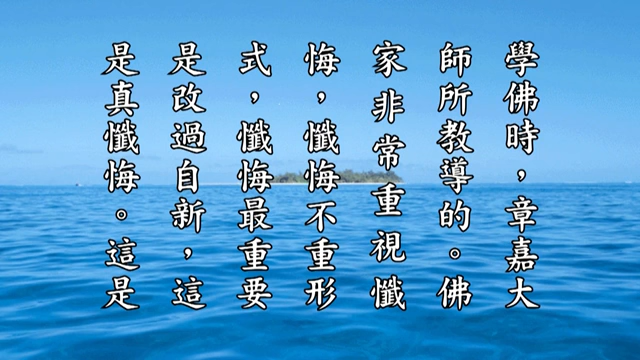 學佛時，章嘉大
師所教導的。佛
家非常重視懺
悔，懺悔不重形
式，懺悔最重要
是改過自新，這
是真懺悔。這是